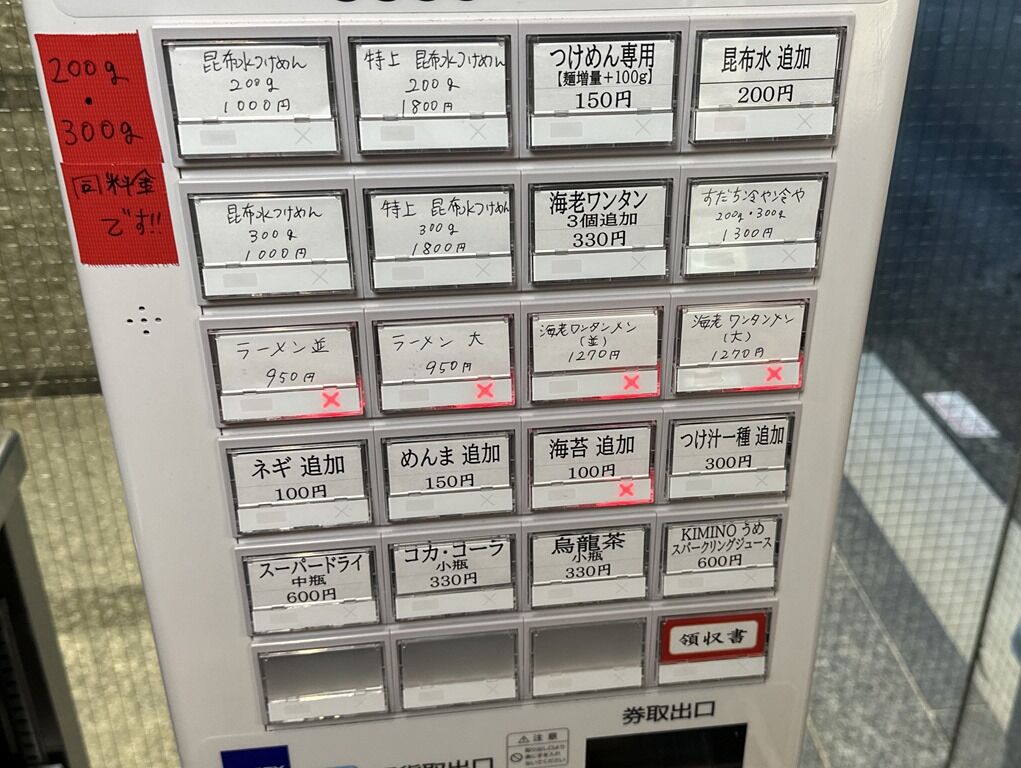 200g
・
300g
同料金
です!!
昆布水つけめん
200g
1000円
特上 昆布水つけめん
200g
1800円
つけめん専用
【麺増量+100g】
150円
昆布水 追加
200円
昆布水つけめん
300g
1000円
特上 昆布水つけめん
300g
1800円
海老ワンタン
3個追加
330円
すだち冷や冷や
200g・300g
1300円
ラーメン並
950円
ラーメン 大
950円
海老ワンタンメン
(並)
1270円
海老ワンタンメン
(大)
1270円
ネギ 追加
100円
めんま 追加
150円
海苔 追加
100円
つけ汁一種 追加
300円
スーパードライ
中瓶
600円
コカ・コーラ
小瓶
330円
烏龍茶
小瓶
330円
KIMINO うめ
スパークリングジュース
600円
領収書
券取出口
注意
取出口